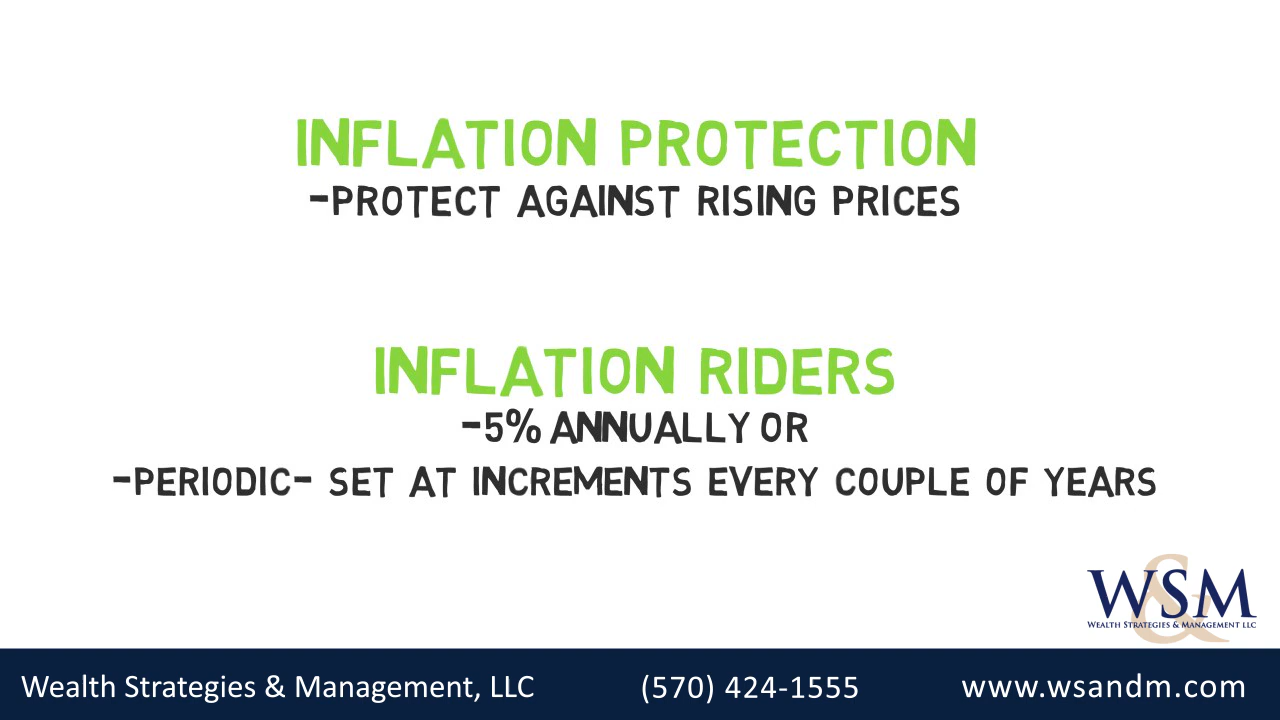 INFLATION PROTECTION
-PROTECT AGAINST RISING PRICES
INFLATION RIDERS
-5% ANNUALLY OR
-PERIODIC- SET AT INCREMENTS EVERY COUPLE OF YEARS
&
WSM
WEALTH STRATEGIES & MANAGEMENT LLC
Wealth Strategies & Management, LLC (570) 424-1555 www.wsandm.com